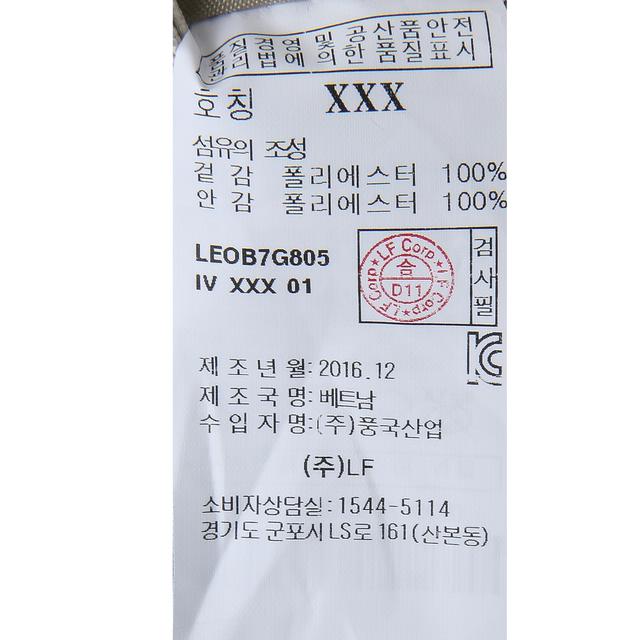 품질경영 및 공산품안전
관리법에 의한 품질표시
호칭 XXX
섬유의 조성
겉감 폴리에스터 100%
안감 폴리에스터 100%
LEOB7G805
IV XXX 01
LF Corp★LF Corp★LF Corp★
합
D11
검사필
제조년월: 2016.12
제조국명: 베트남
수입자명: (주)풍국산업
(주)LF
소비자상담실: 1544-5114
경기도 군포시 LS로 161(산본동)